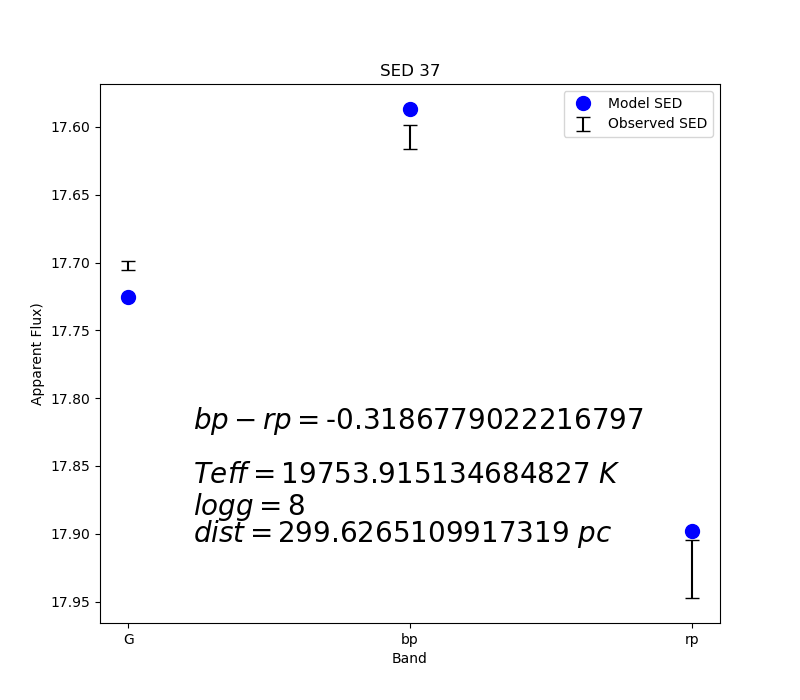 SED 37
Model SED
Observed SED
Apparent Flux)
17.60
17.65
17.70
17.75
17.80
17.85
17.90
17.95
bp − rp = -0.3186779022216797
Teff = 19753.915134684827 K
logg = 8
dist = 299.6265109917319 pc
G bp rp
Band